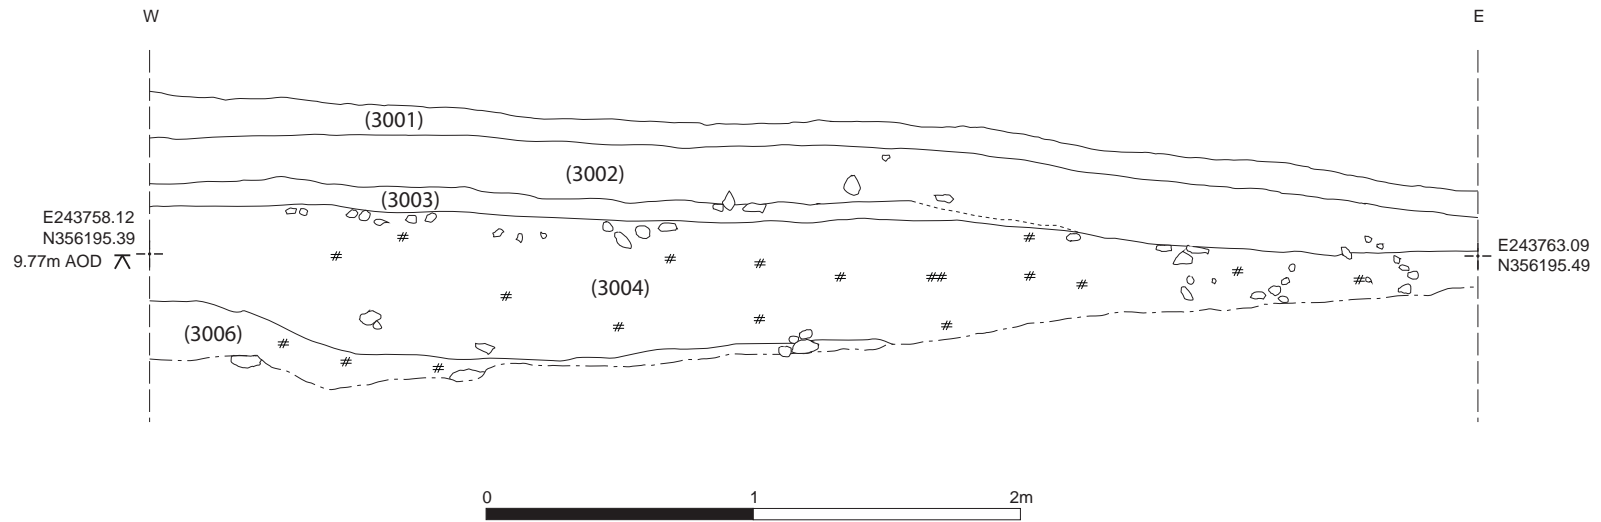 W
E
(3001)
(3002)
(3003)
E243758.12
N356195.39
9.77m AOD
E243763.09
N356195.49
(3004)
(3006)
0
1
2m